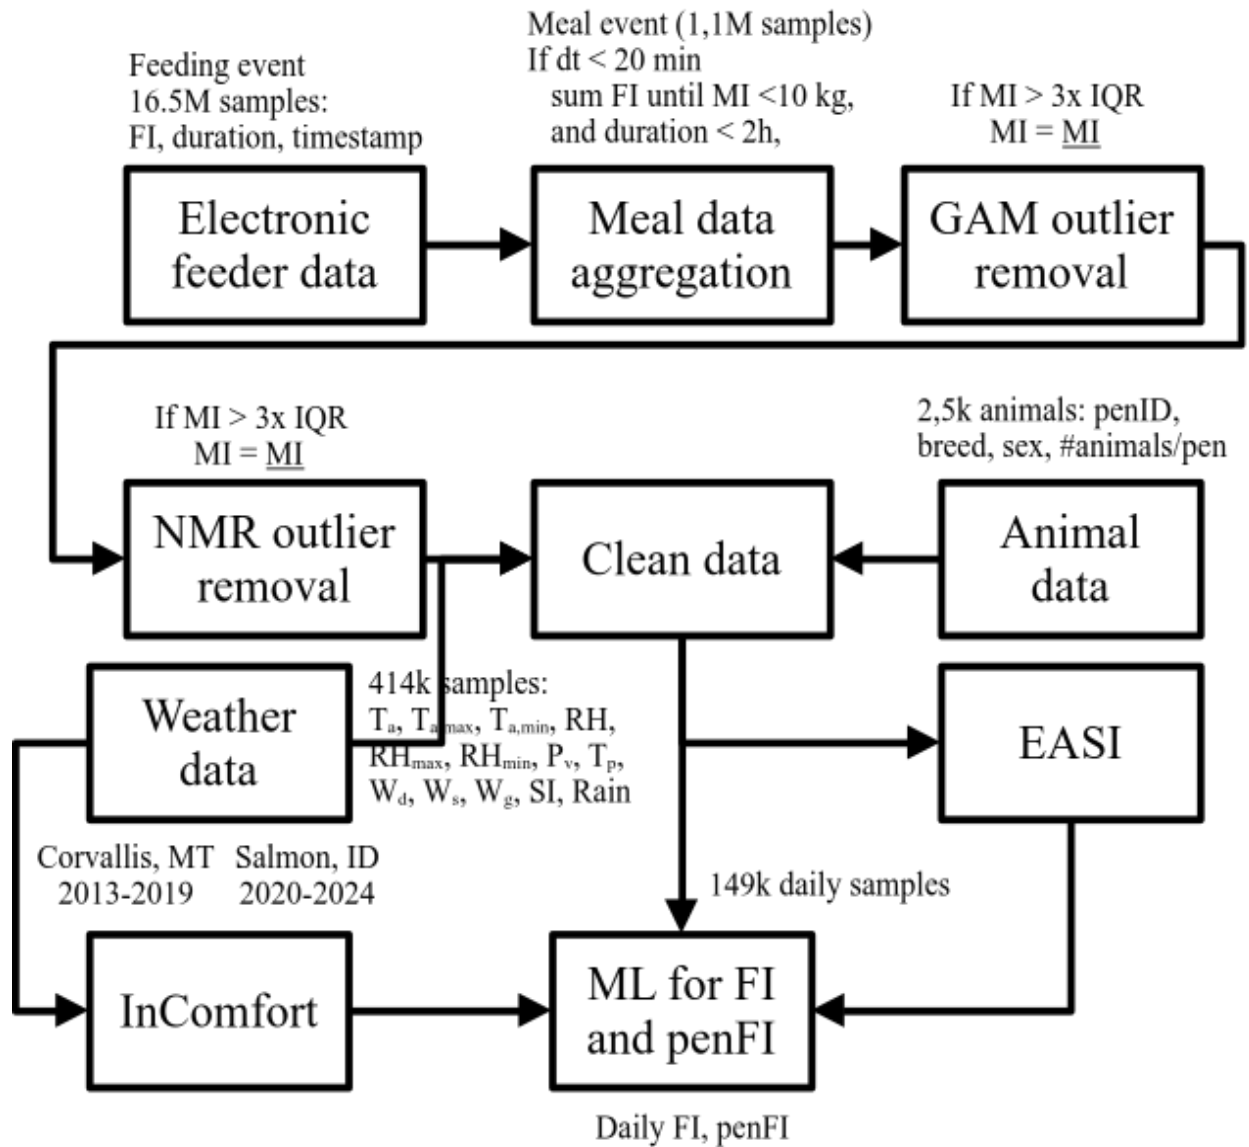 Feeding event
16.5M samples:
FI, duration, timestamp
Meal event (1,1M samples)
If dt < 20 min
sum FI until MI <10 kg,
and duration < 2h,
If MI > 3x IQR
MI = MI
Electronic
feeder data
Meal data
aggregation
GAM outlier
removal
If MI > 3x IQR
MI = MI
2,5k animals: penID,
breed, sex, #animals/pen
NMR outlier
removal
Clean data
Animal
data
Weather
data
414k samples:
Tₐ, Tₐ,max, Tₐ,min, RH,
RHmax, RHmin, Pv, Tp,
Wd, Ws, Wg, SI, Rain
EASI
Corvallis, MT
2013-2019
Salmon, ID
2020-2024
149k daily samples
InComfort
ML for FI
and penFI
Daily FI, penFI